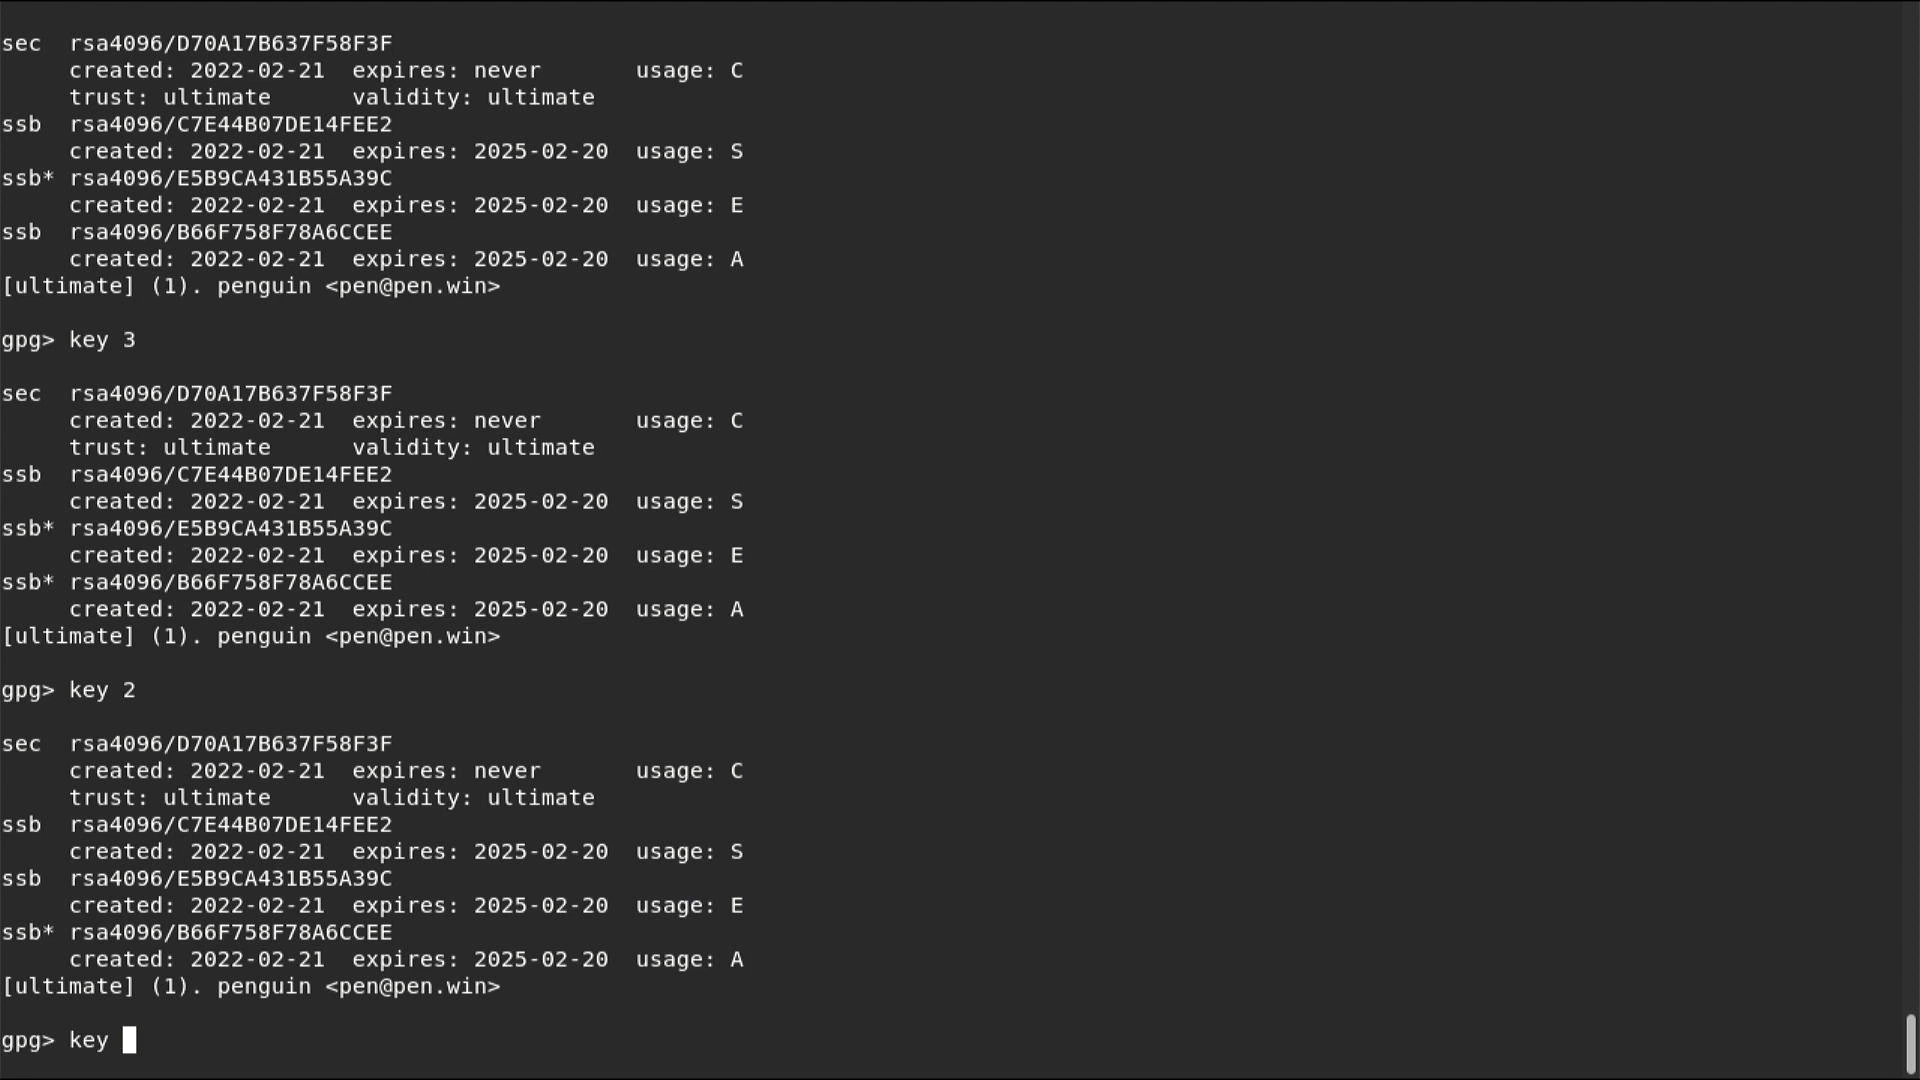 sec  rsa4096/D70A17B637F58F3F
     created: 2022-02-21  expires: never       usage: C
     trust: ultimate      validity: ultimate
ssb  rsa4096/C7E44B07DE14FEE2
     created: 2022-02-21  expires: 2025-02-20  usage: S
ssb* rsa4096/E5B9CA431B55A39C
     created: 2022-02-21  expires: 2025-02-20  usage: E
ssb  rsa4096/B66F758F78A6CCEE
     created: 2022-02-21  expires: 2025-02-20  usage: A
[ultimate] (1). penguin <pen@pen.win>

gpg> key 3

sec  rsa4096/D70A17B637F58F3F
     created: 2022-02-21  expires: never       usage: C
     trust: ultimate      validity: ultimate
ssb  rsa4096/C7E44B07DE14FEE2
     created: 2022-02-21  expires: 2025-02-20  usage: S
ssb* rsa4096/E5B9CA431B55A39C
     created: 2022-02-21  expires: 2025-02-20  usage: E
ssb* rsa4096/B66F758F78A6CCEE
     created: 2022-02-21  expires: 2025-02-20  usage: A
[ultimate] (1). penguin <pen@pen.win>

gpg> key 2

sec  rsa4096/D70A17B637F58F3F
     created: 2022-02-21  expires: never       usage: C
     trust: ultimate      validity: ultimate
ssb  rsa4096/C7E44B07DE14FEE2
     created: 2022-02-21  expires: 2025-02-20  usage: S
ssb  rsa4096/E5B9CA431B55A39C
     created: 2022-02-21  expires: 2025-02-20  usage: E
ssb* rsa4096/B66F758F78A6CCEE
     created: 2022-02-21  expires: 2025-02-20  usage: A
[ultimate] (1). penguin <pen@pen.win>

gpg> key